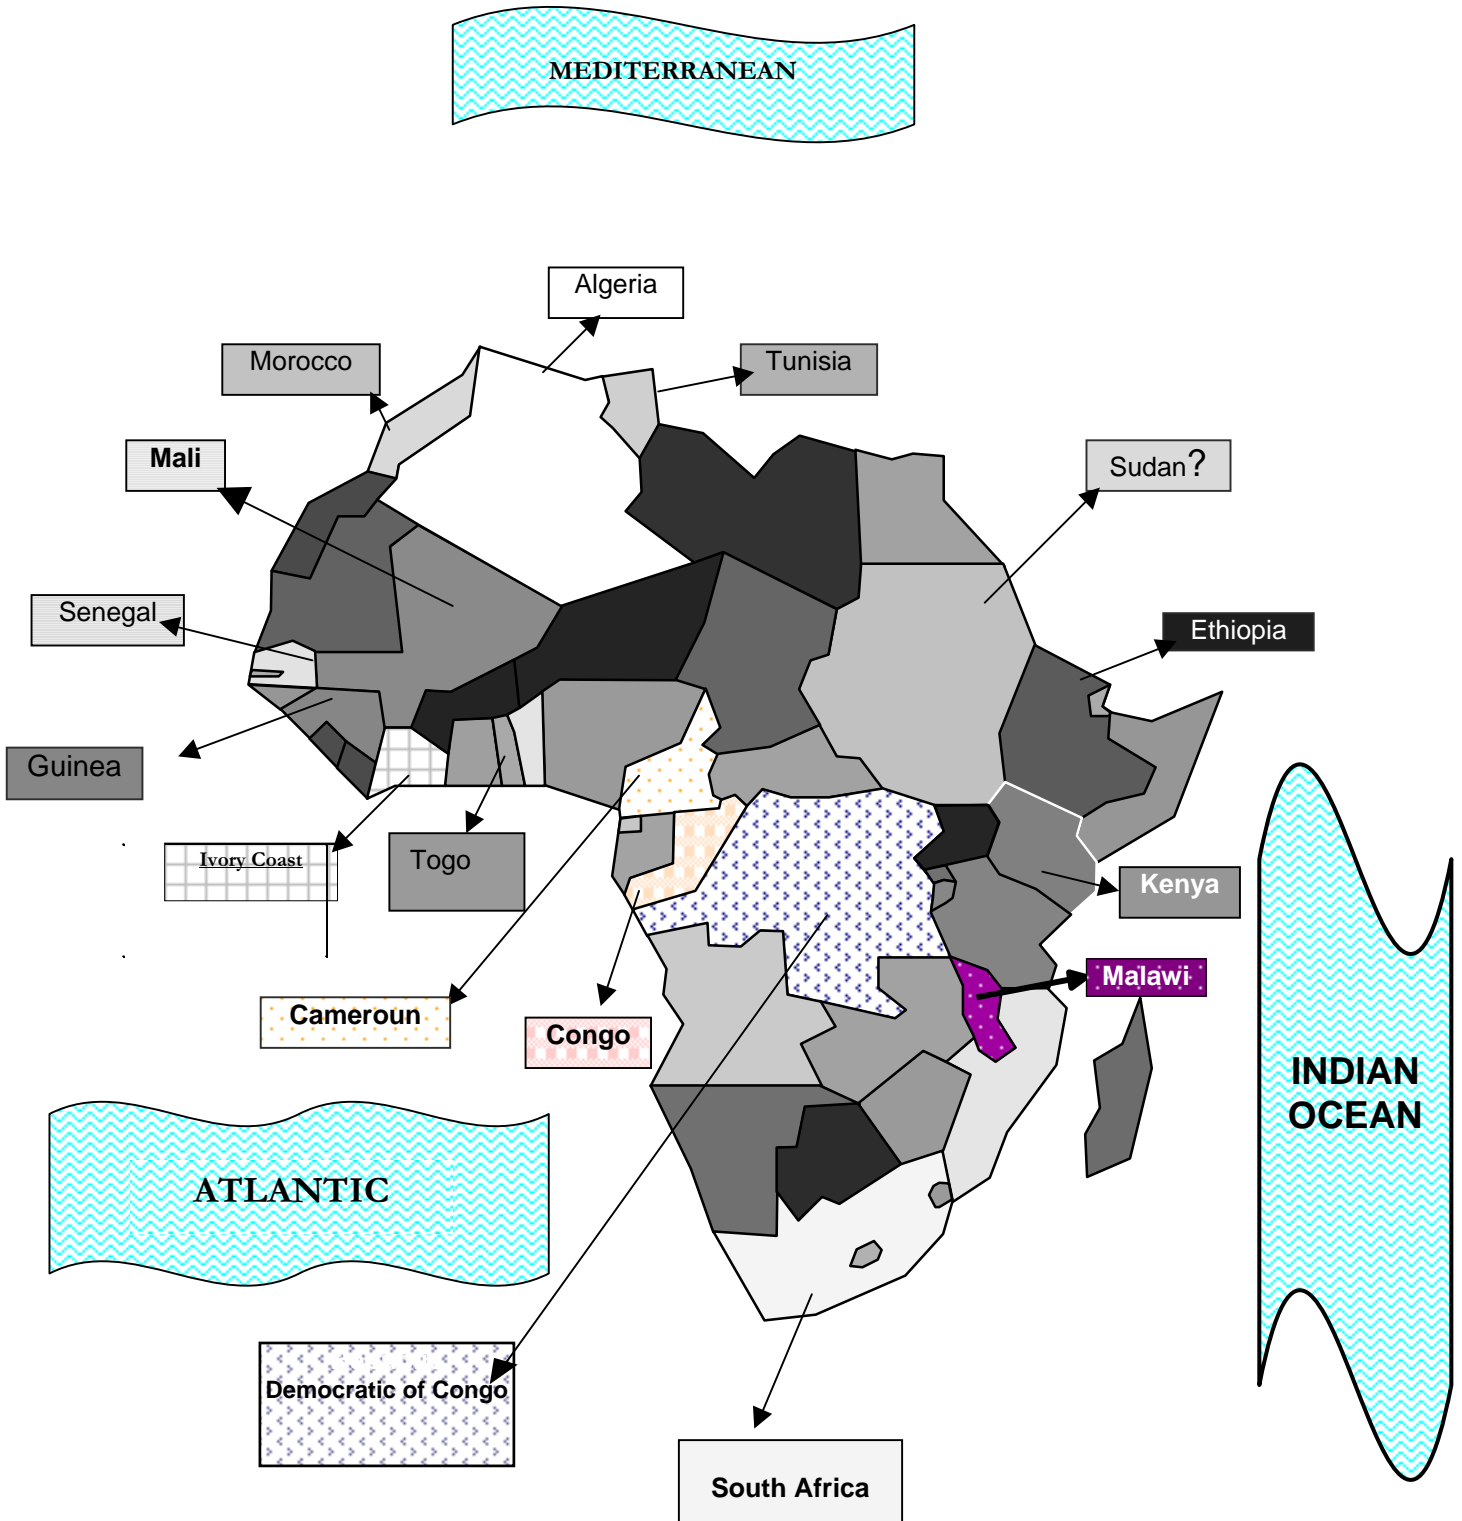 MEDITERRANEAN
Algeria
Morocco
Tunisia
Mali
Sudan?
Senegal
Ethiopia
Guinea
Ivory Coast
Togo
Kenya
Malawi
Cameroun
Congo
INDIAN
OCEAN
ATLANTIC
Democratic of Congo
South Africa